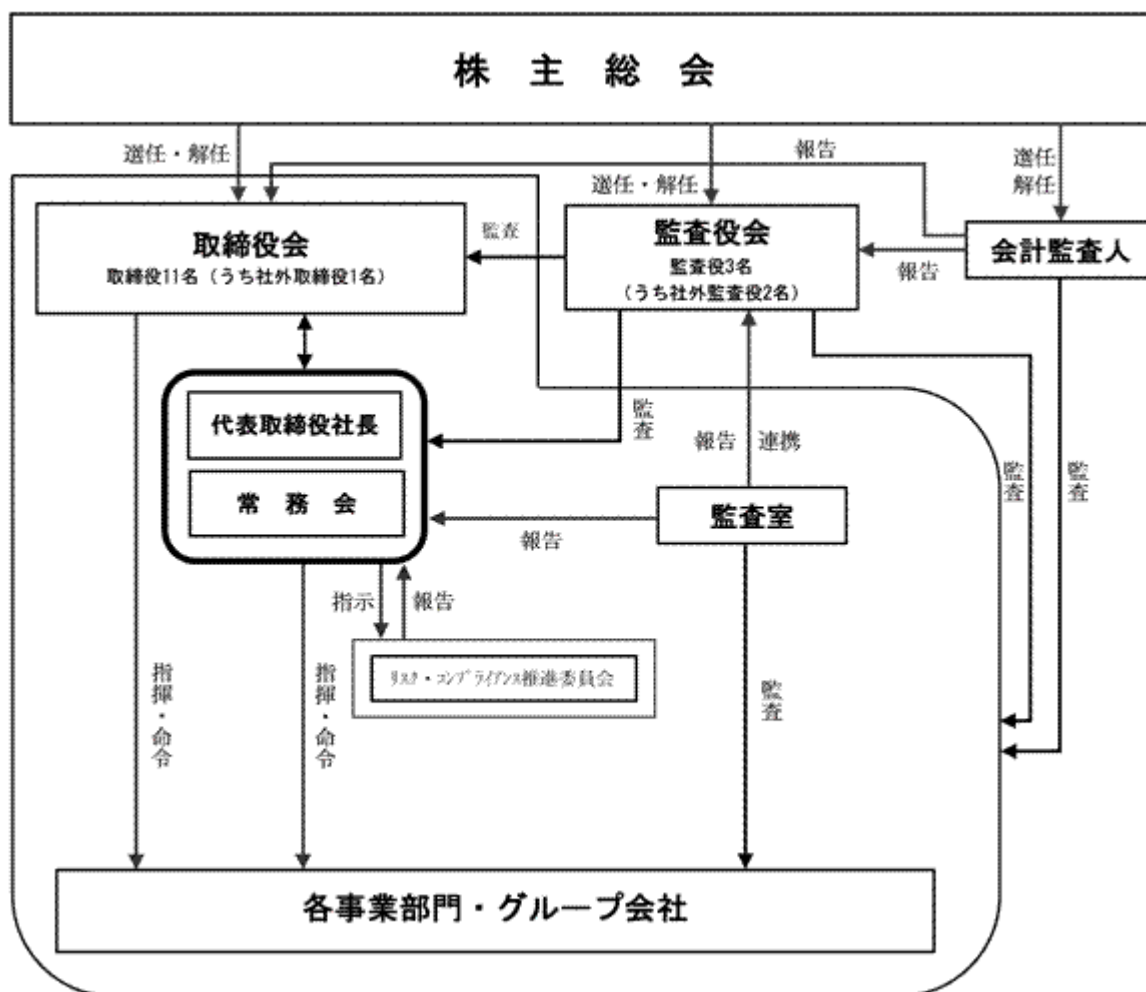 株 主 総 会
選任・解任
選任・解任
報告
選任
解任
取締役会
取締役11名（うち社外取締役1名）
監査
監査役会
監査役3名
（うち社外監査役2名）
報告
会計監査人
代表取締役社長
常 務 会
監査
報告
連携
監査室
報告
監査
監査
指示
報告
リスク・コンプライアンス推進委員会
指揮・命令
指揮・命令
監査
各事業部門・グループ会社